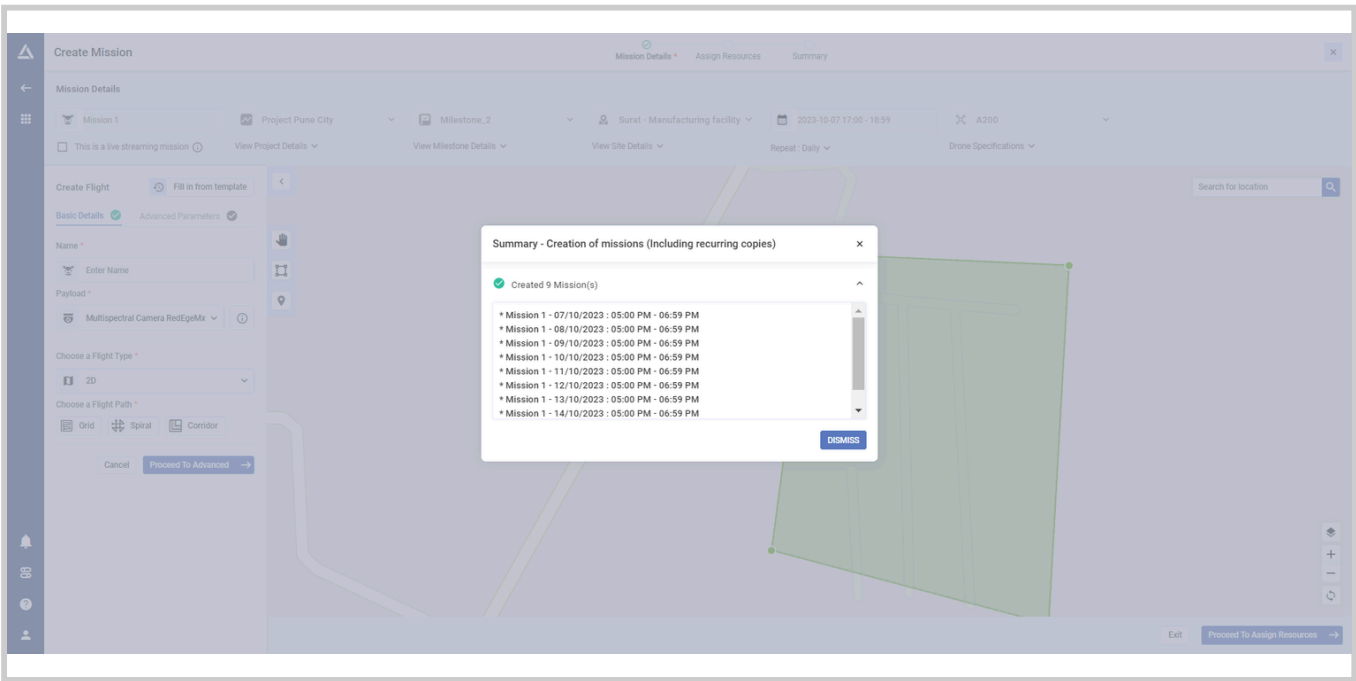 Create Mission
Mission Details *
Assign Resources
Summary
Mission Details
Mission 1
Project Pune City
Milestone_2
Surat - Manufacturing facility
2023-10-07 17:00 - 18:59
A200
This is a live streaming mission
View Project Details
View Milestone Details
View Site Details
Repeat : Daily
Drone Specifications
Create Flight
Fill in from template
Search for location
Basic Details
Advanced Parameters
Name *
Enter Name
Payload *
Multispectral Camera RedEgeMx
Choose a Flight Type *
2D
Choose a Flight Path *
Grid
Spiral
Corridor
Cancel
Proceed To Advanced
Summary - Creation of missions (Including recurring copies)
Created 9 Mission(s)
* Mission 1 - 07/10/2023 : 05:00 PM - 06:59 PM
* Mission 1 - 08/10/2023 : 05:00 PM - 06:59 PM
* Mission 1 - 09/10/2023 : 05:00 PM - 06:59 PM
* Mission 1 - 10/10/2023 : 05:00 PM - 06:59 PM
* Mission 1 - 11/10/2023 : 05:00 PM - 06:59 PM
* Mission 1 - 12/10/2023 : 05:00 PM - 06:59 PM
* Mission 1 - 13/10/2023 : 05:00 PM - 06:59 PM
* Mission 1 - 14/10/2023 : 05:00 PM - 06:59 PM
DISMISS
Exit
Proceed To Assign Resources